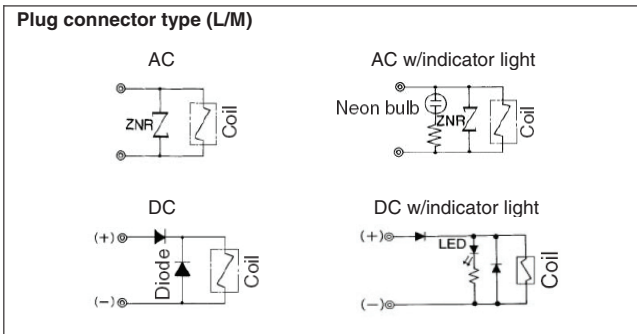 Plug connector type (L/M)
AC
ZNR
Coil
AC w/indicator light
Neon bulb
ZNR
Coil
DC
(+)
Diode
Coil
(−)
DC w/indicator light
(+)
LED
Coil
(−)